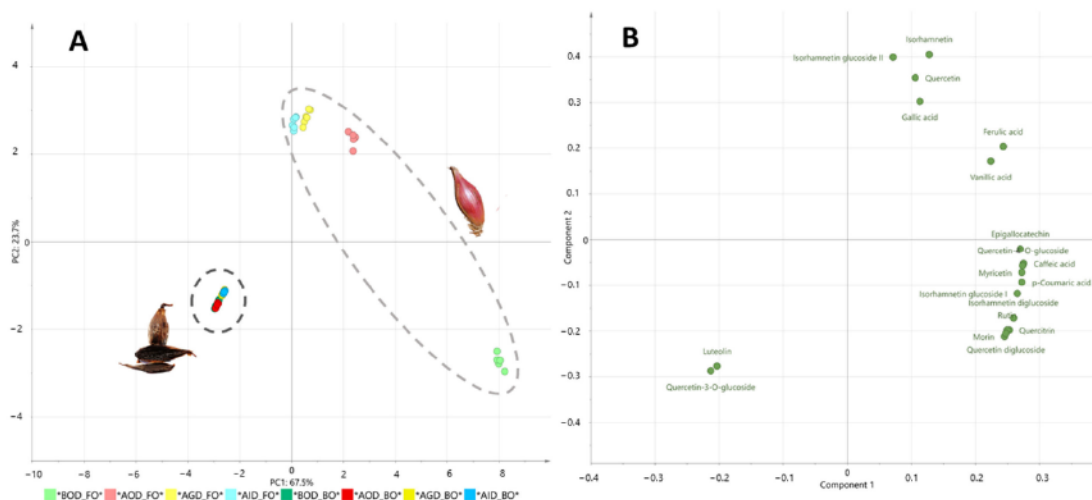 A
4
2
0
−2
−4
PC2: 23.7%
−10
−8
−6
−4
−2
0
2
4
6
8
PC1: 67.5%
*BOD_FO* *AOD_FO* *AGD_FO* *AID_FO* *BOD_BO* *AOD_BO* *AGD_BO* *AID_BO*
B
0.4
0.3
0.2
0.1
0
−0.1
−0.2
−0.3
−0.4
Component 2
Isorhamnetin
Isorhamnetin glucoside II
Quercetin
Gallic acid
Ferulic acid
Vanillic acid
Epigallocatechin
O-glucoside
Caffeic acid
Myricetin
p-Coumaric acid
Isorhamnetin glucoside I
Isorhamnetin diglucoside
Quercitrin
Morin
Quercetin diglucoside
Luteolin
Quercetin-3-O-glucoside
−0.4
−0.3
−0.2
−0.1
0
0.1
0.2
0.3
Component 1